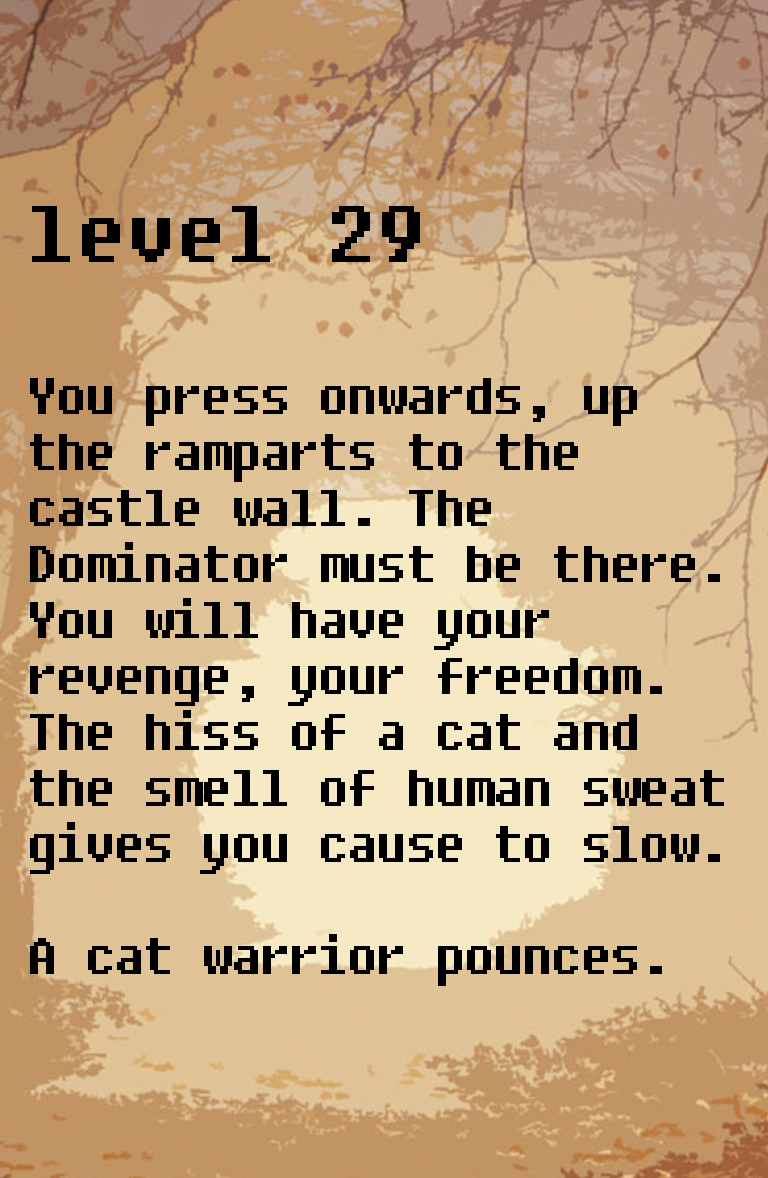 level 29
You press onwards, up
the ramparts to the
castle wall. The
Dominator must be there.
You will have your
revenge, your freedom.
The hiss of a cat and
the smell of human sweat
gives you cause to slow.
A cat warrior pounces.